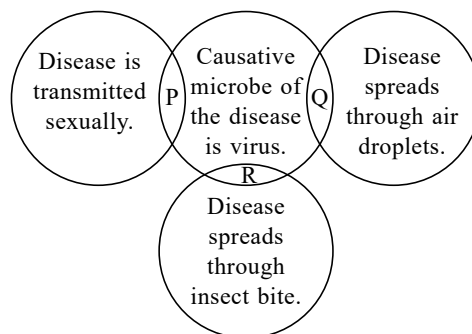 Disease is
transmitted
sexually.
P
Causative
microbe of
the disease
is virus.
Q
Disease
spreads
through air
droplets.
R
Disease
spreads
through
insect bite.